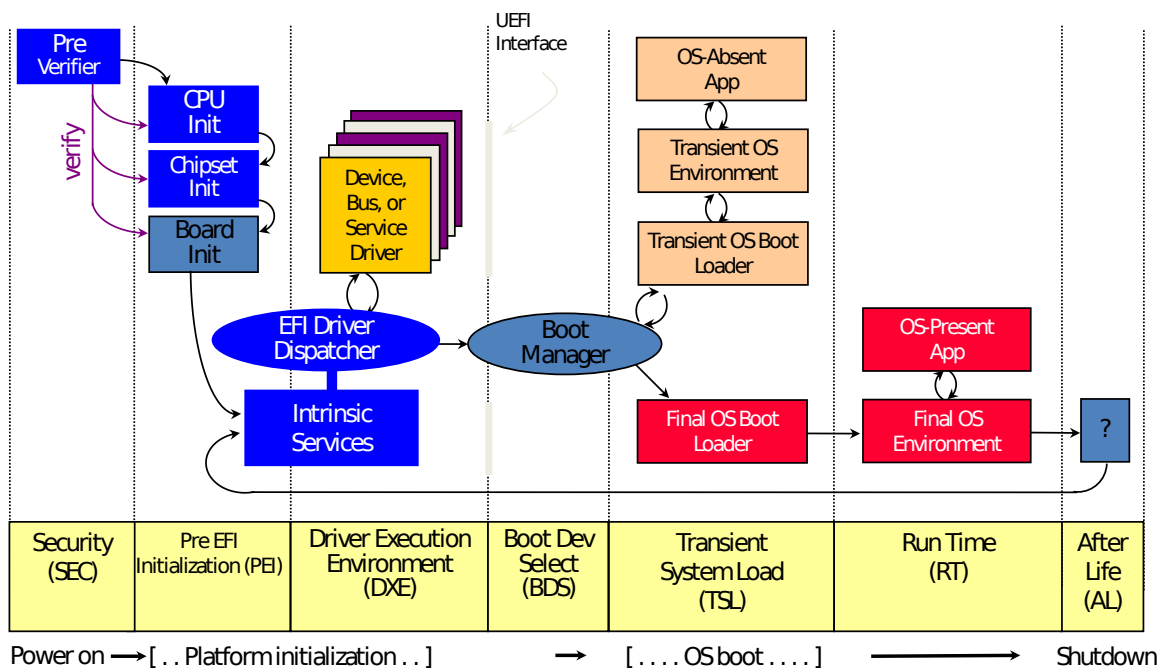 Pre
Verifier
verify
CPU
Init
Chipset
Init
Board
Init
Device,
Bus, or
Service
Driver
EFI Driver
Dispatcher
Intrinsic
Services
UEFI
Interface
Boot
Manager
OS-Absent
App
Transient OS
Environment
Transient OS Boot
Loader
Final OS Boot
Loader
OS-Present
App
Final OS
Environment
?
Security
(SEC)
Pre EFI
Initialization (PEI)
Driver Execution
Environment
(DXE)
Boot Dev
Select
(BDS)
Transient
System Load
(TSL)
Run Time
(RT)
After
Life
(AL)
Power on [ . . Platform initialization . . ] [ . . . . OS boot . . . . ] Shutdown